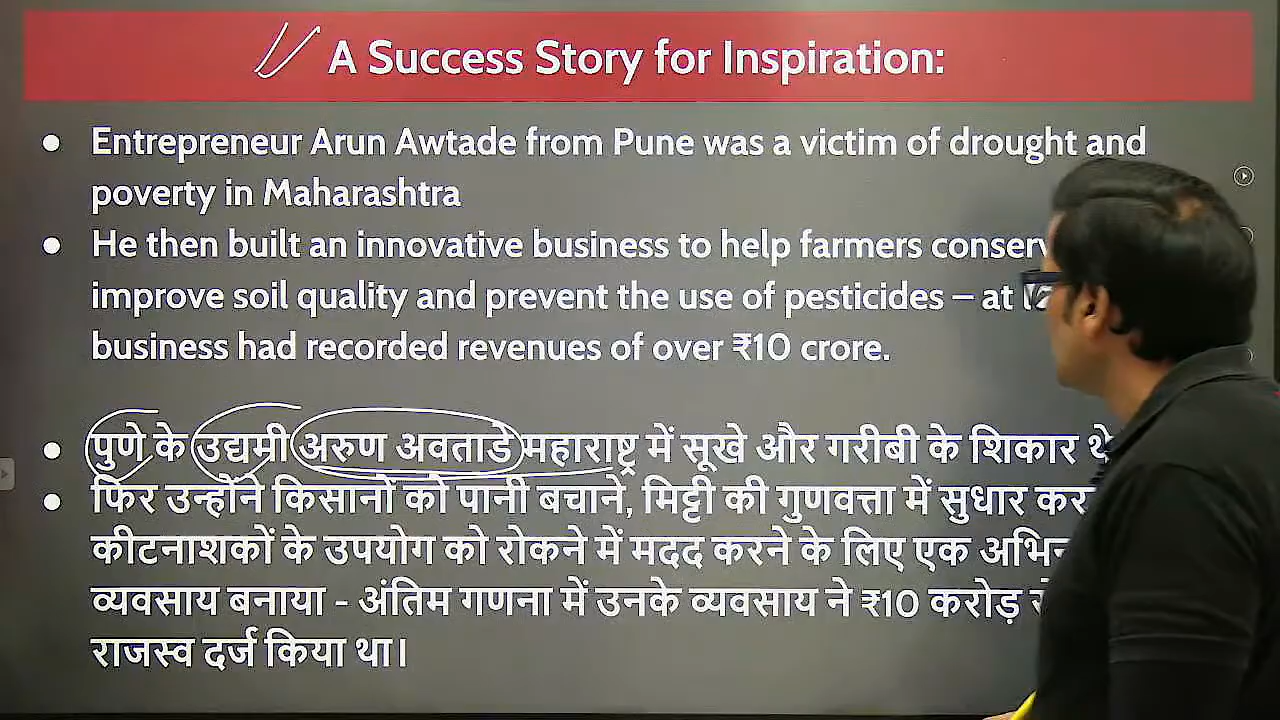 A Success Story for Inspiration:
● Entrepreneur Arun Awtade from Pune was a victim of drought and
poverty in Maharashtra
● He then built an innovative business to help farmers
improve soil quality and prevent the use of pesticides – at
business had recorded revenues of over ₹10 crore.
● पुणे के उद्यमी अरुण अवताडे महाराष्ट्र में सूखे और गरीबी के शिकार थे
● फिर उन्होंने किसानों को पानी बचाने, मिट्टी की गुणवत्ता में सुधार
कीटनाशकों के उपयोग को रोकने में मदद करने के लिए एक
व्यवसाय बनाया - अंतिम गणना में उनके व्यवसाय ने ₹10 करोड़
राजस्व दर्ज किया था।